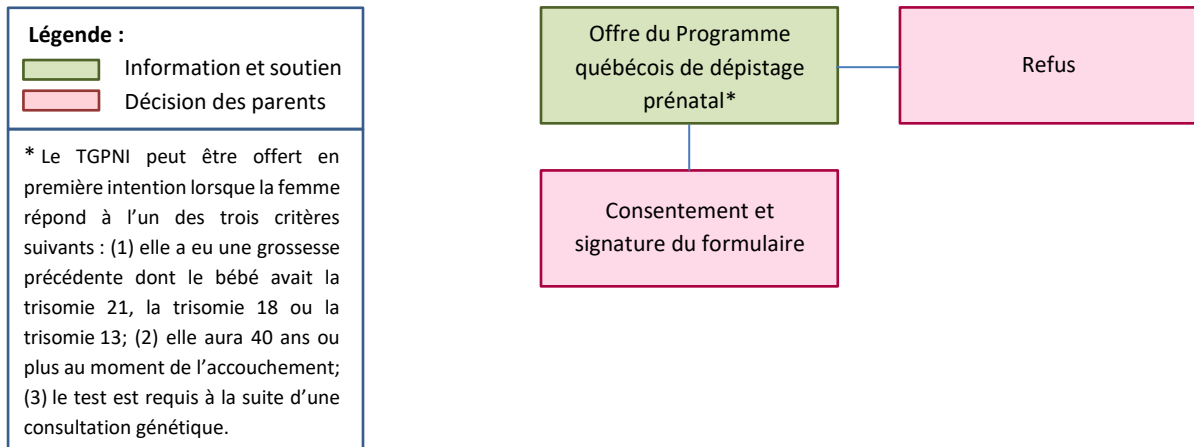 Légende :
Information et soutien
Décision des parents
* Le TGPNI peut être offert en
première intention lorsque la femme
répond à l’un des trois critères
suivants : (1) elle a eu une grossesse
précédente dont le bébé avait la
trisomie 21, la trisomie 18 ou la
trisomie 13; (2) elle aura 40 ans ou
plus au moment de l’accouchement;
(3) le test est requis à la suite d’une
consultation génétique.
Offre du Programme
québécois de dépistage
prénatal*
Refus
Consentement et
signature du formulaire